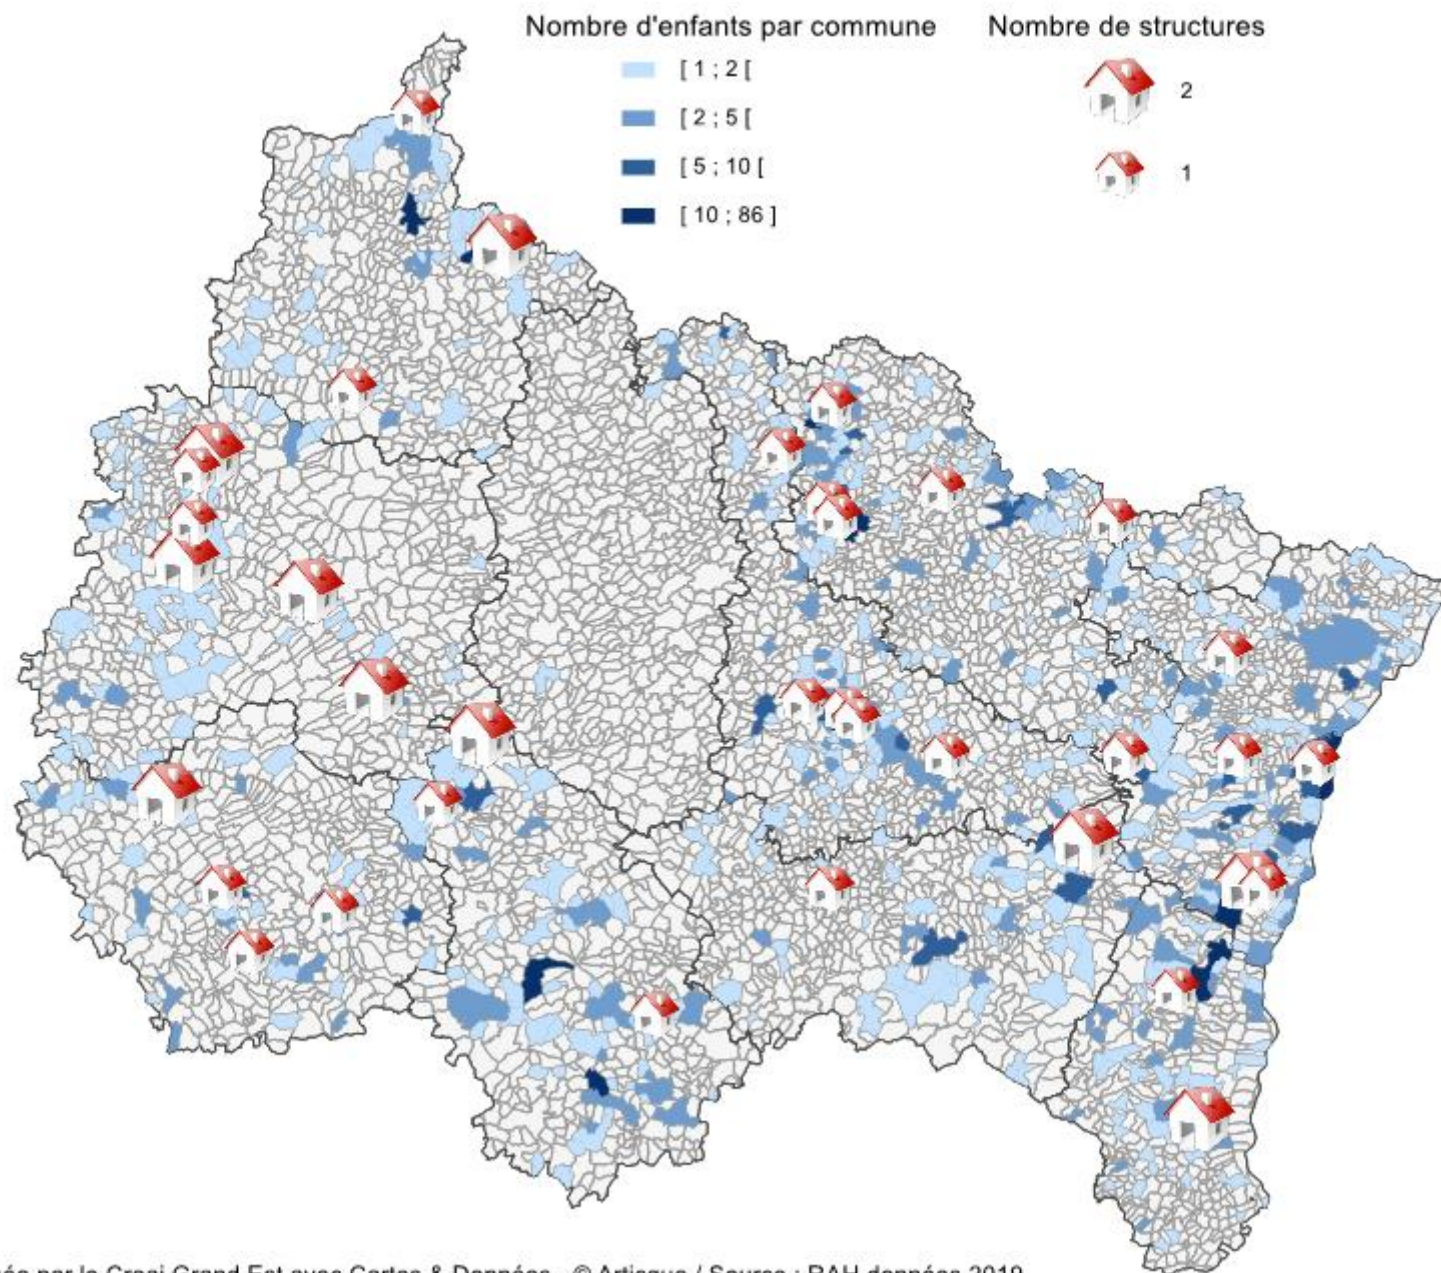 Nombre d'enfants par commune
[ 1 ; 2 [
[ 2 ; 5 [
[ 5 ; 10 [
[ 10 ; 86 ]
Nombre de structures
2
1
par le Creai Grand Est avec Cartes & Données - © Artique / Source : RAH données 2019